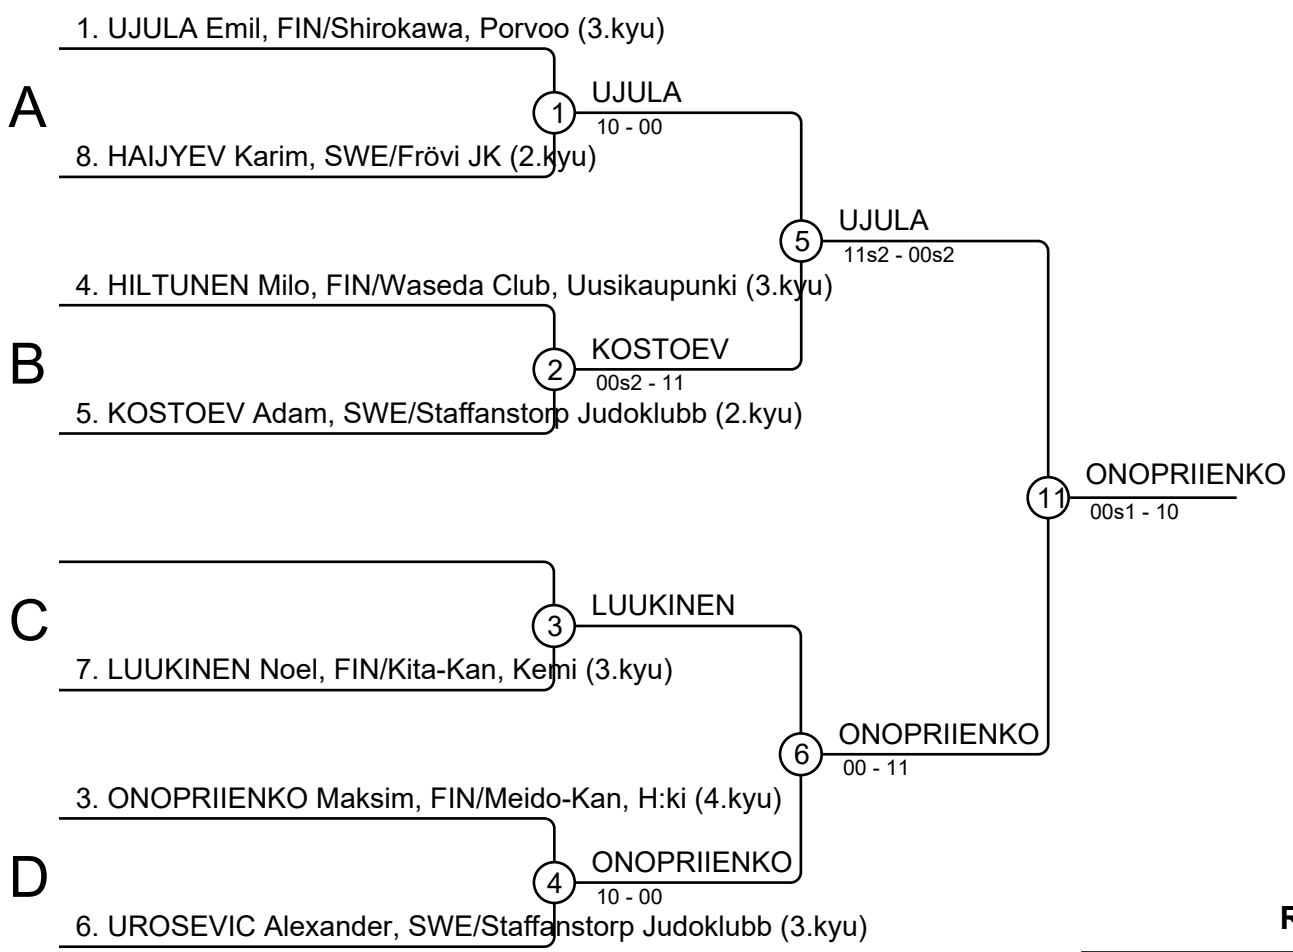 1. UJULA Emil, FIN/Shirokawa, Porvoo (3.kyu)
A
1
UJULA
10 - 00
8. HAIJYEV Karim, SWE/Frövi JK (2.kyu)
5
UJULA
11s2 - 00s2
4. HILTUNEN Milo, FIN/Waseda Club, Uusikaupunki (3.kyu)
B
2
KOSTOEV
00s2 - 11
5. KOSTOEV Adam, SWE/Staffanstorp Judoklubb (2.kyu)
11
ONOPRIIENKO
00s1 - 10
C
3
LUUKINEN
7. LUUKINEN Noel, FIN/Kita-Kan, Kemi (3.kyu)
6
ONOPRIIENKO
00 - 11
3. ONOPRIIENKO Maksim, FIN/Meido-Kan, H:ki (4.kyu)
D
4
ONOPRIIENKO
10 - 00
6. UROSEVIC Alexander, SWE/Staffanstorp Judoklubb (3.kyu)